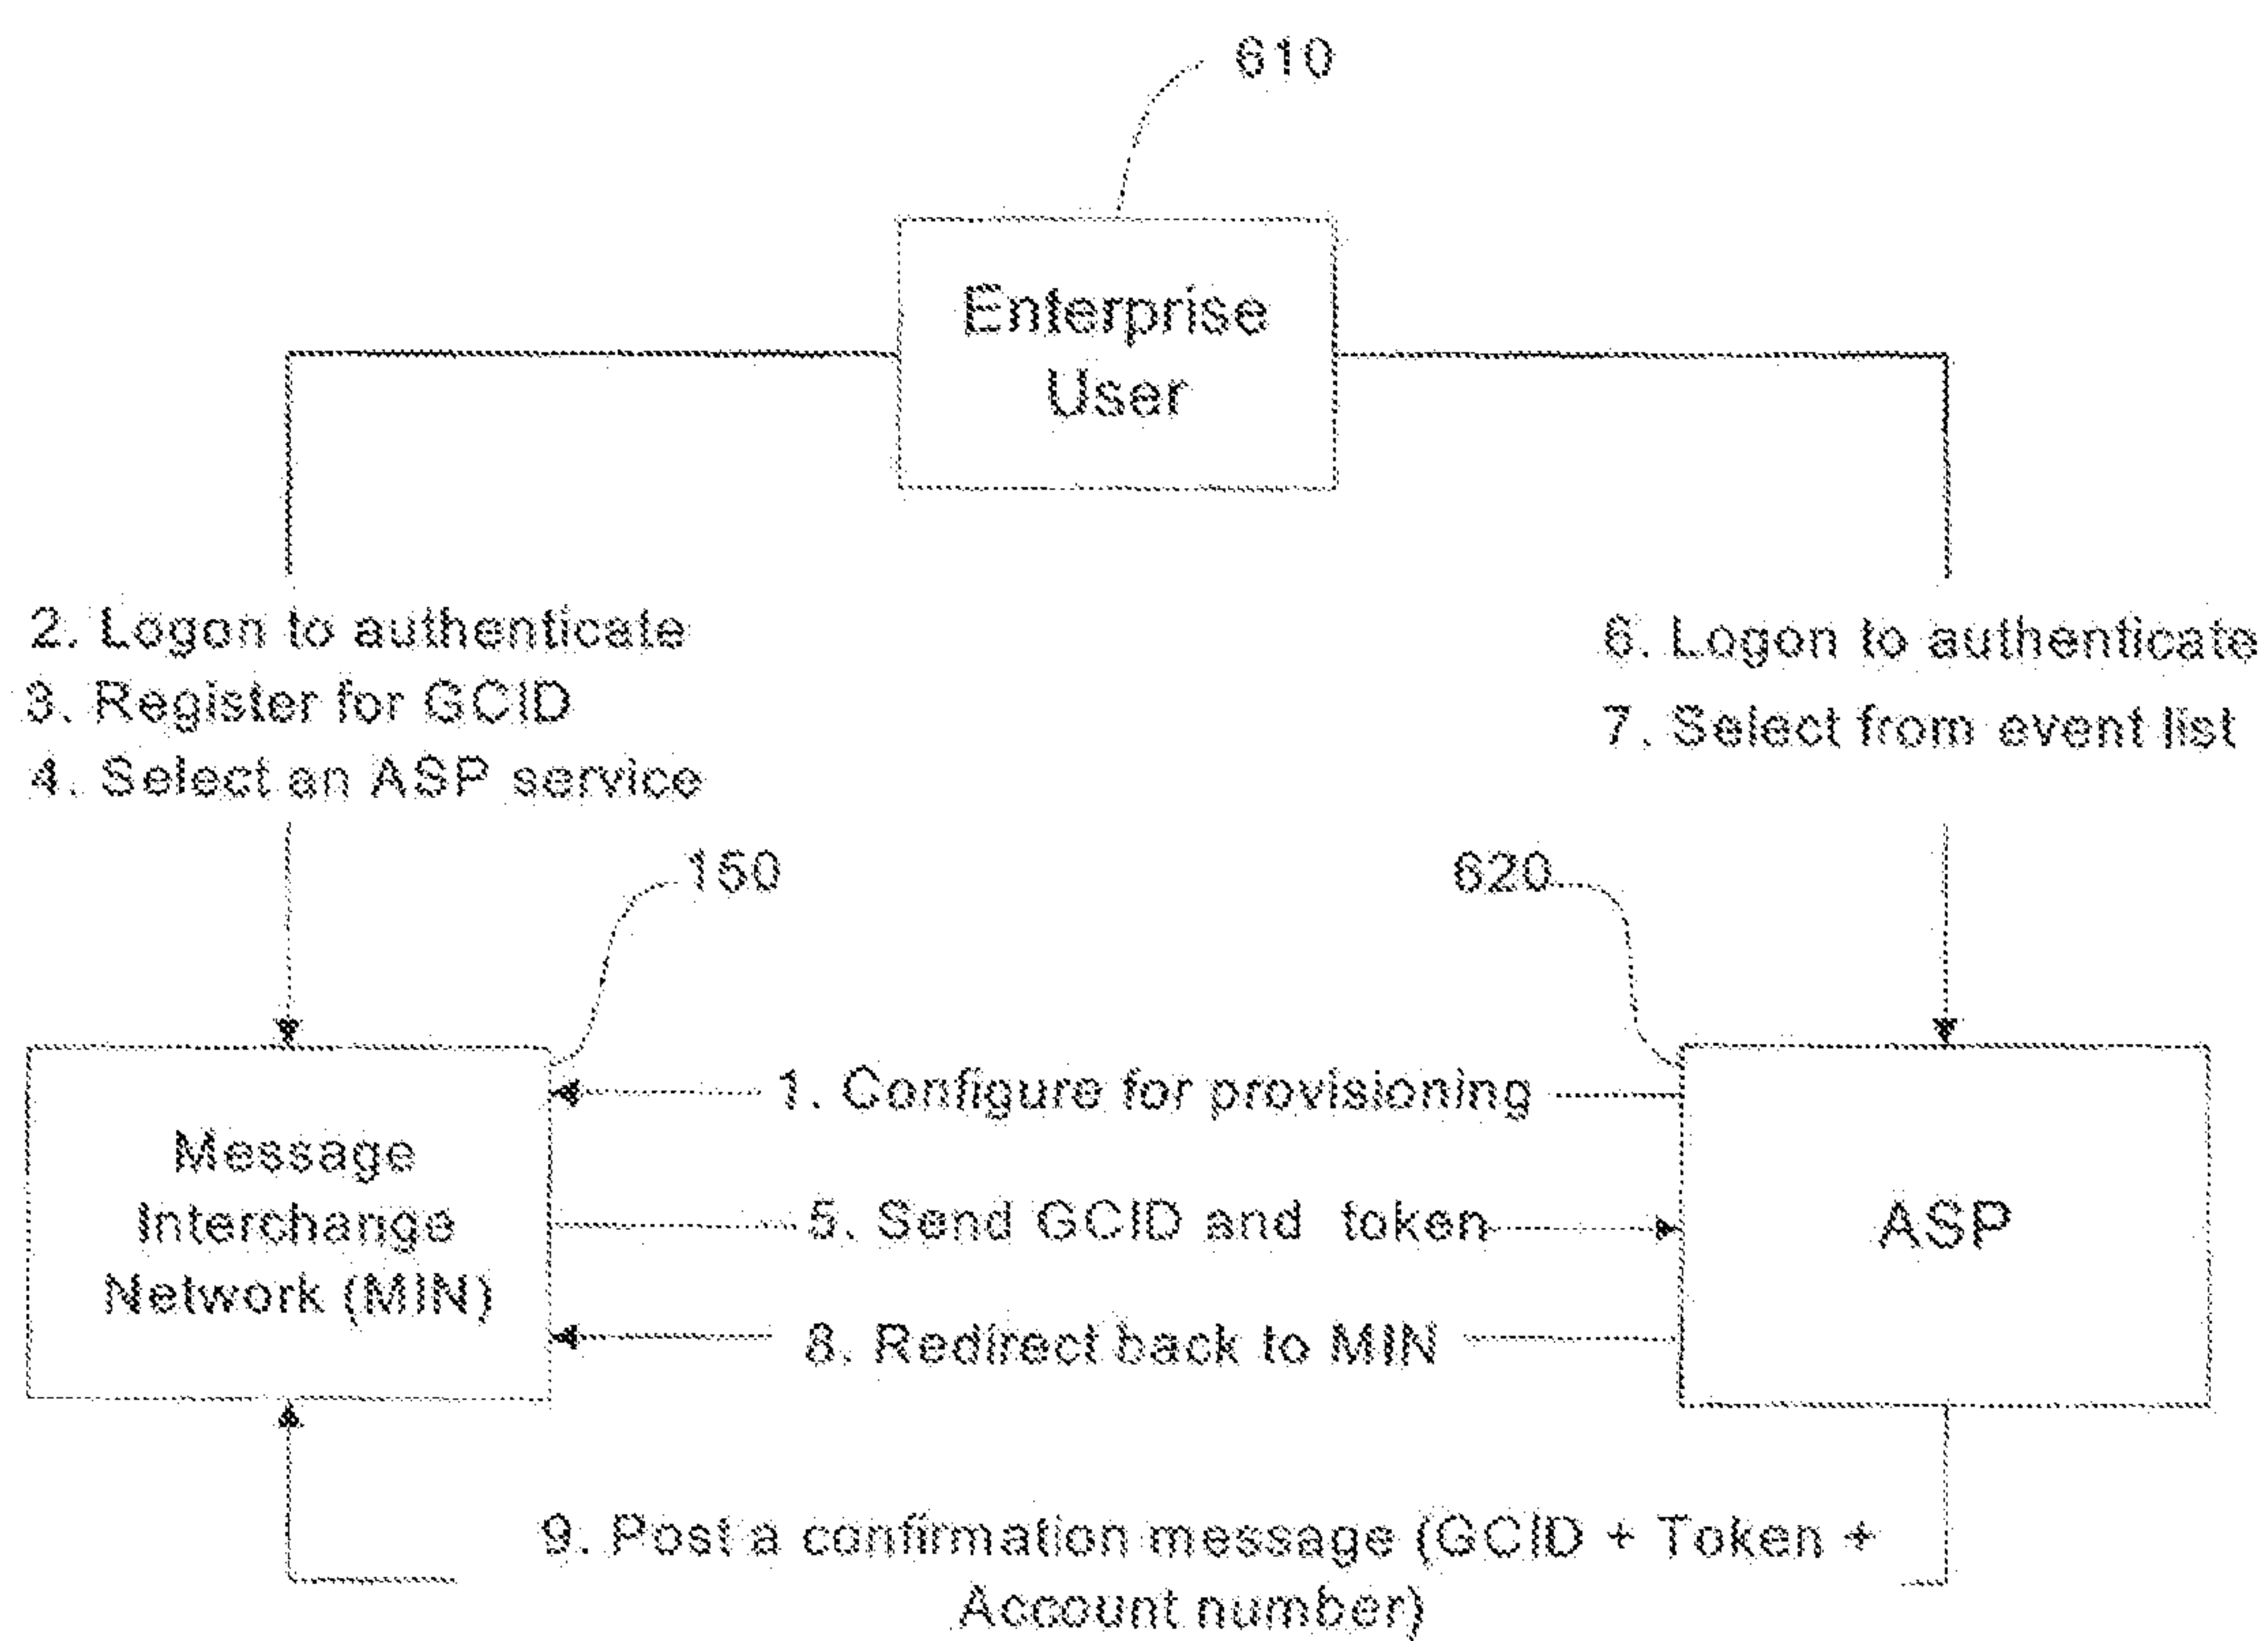 610
Enterprise
User
2. Logon to authenticate
3. Register for GCID
4. Select an ASP service
6. Logon to authenticate
7. Select from event list
150
620
1. Configure for provisioning
Message
Interchange
Network (MIN)
5. Send GCID and token
ASP
8. Redirect back to MIN
9. Post a confirmation message (GCID + Token +
Account number)